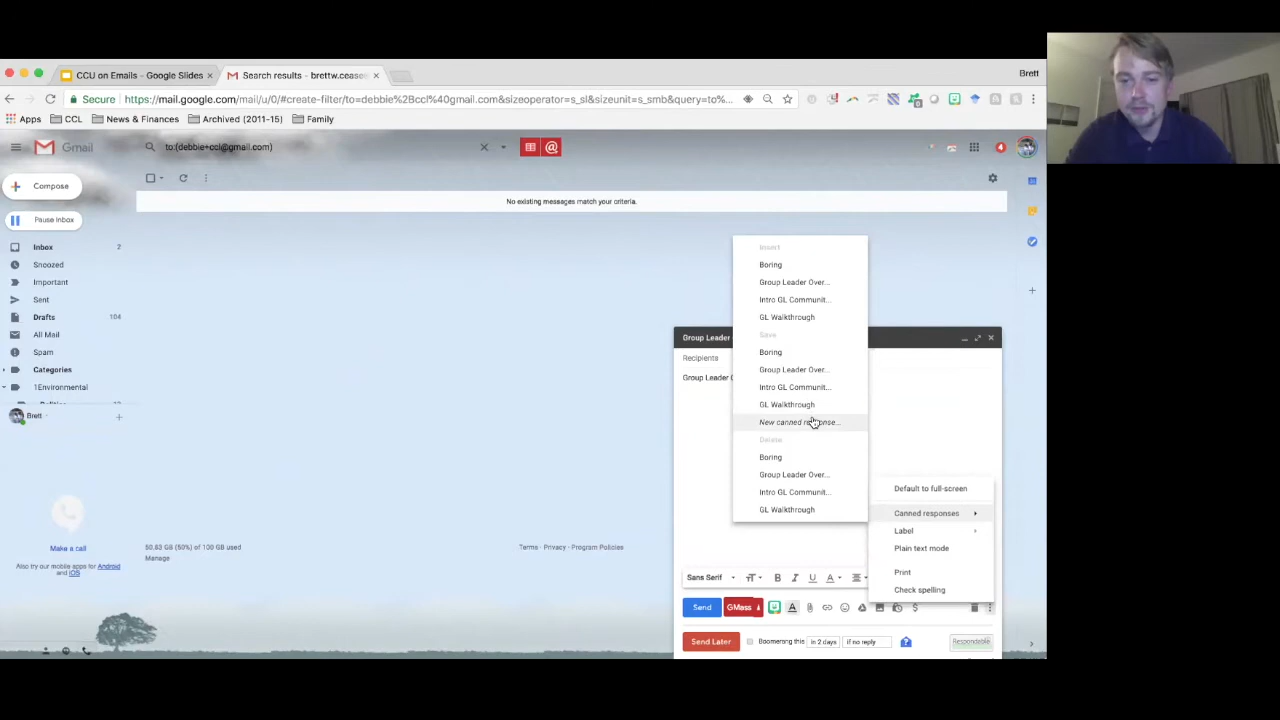 CCU on Emails - Google Slides
Search results - brettw.cease
Brett
Secure
https://mail.google.com/mail/u/0/#create-filter/to=debbie%2Bccl%40gmail.com&sizeoperator=s_sl&sizeunit=s_smb&query=to%...
Apps
CCL
News & Finances
Archived (2011-15)
Family
Gmail
to:(debbie+ccl@gmail.com)
4
Compose
No existing messages match your criteria.
Pause Inbox
Inbox
2
Snoozed
Important
Sent
Drafts
104
All Mail
Spam
Categories
1Environmental
Brett
Make a call
Also try our mobile apps for Android
and iOS
50.83 GB (50%) of 100 GB used
Manage
Terms - Privacy - Program Policies
Insert
Boring
Group Leader Over...
Intro GL Communit...
GL Walkthrough
Save
Boring
Group Leader Over...
Intro GL Communit...
GL Walkthrough
New canned response...
Delete
Boring
Group Leader Over...
Intro GL Communit...
GL Walkthrough
Group Leader
Recipients
Group Leader
Default to full-screen
Canned responses
Label
Plain text mode
Print
Check spelling
Sans Serif
Send
GMass
Send Later
Boomerang this
in 2 days
if no reply
Respondable